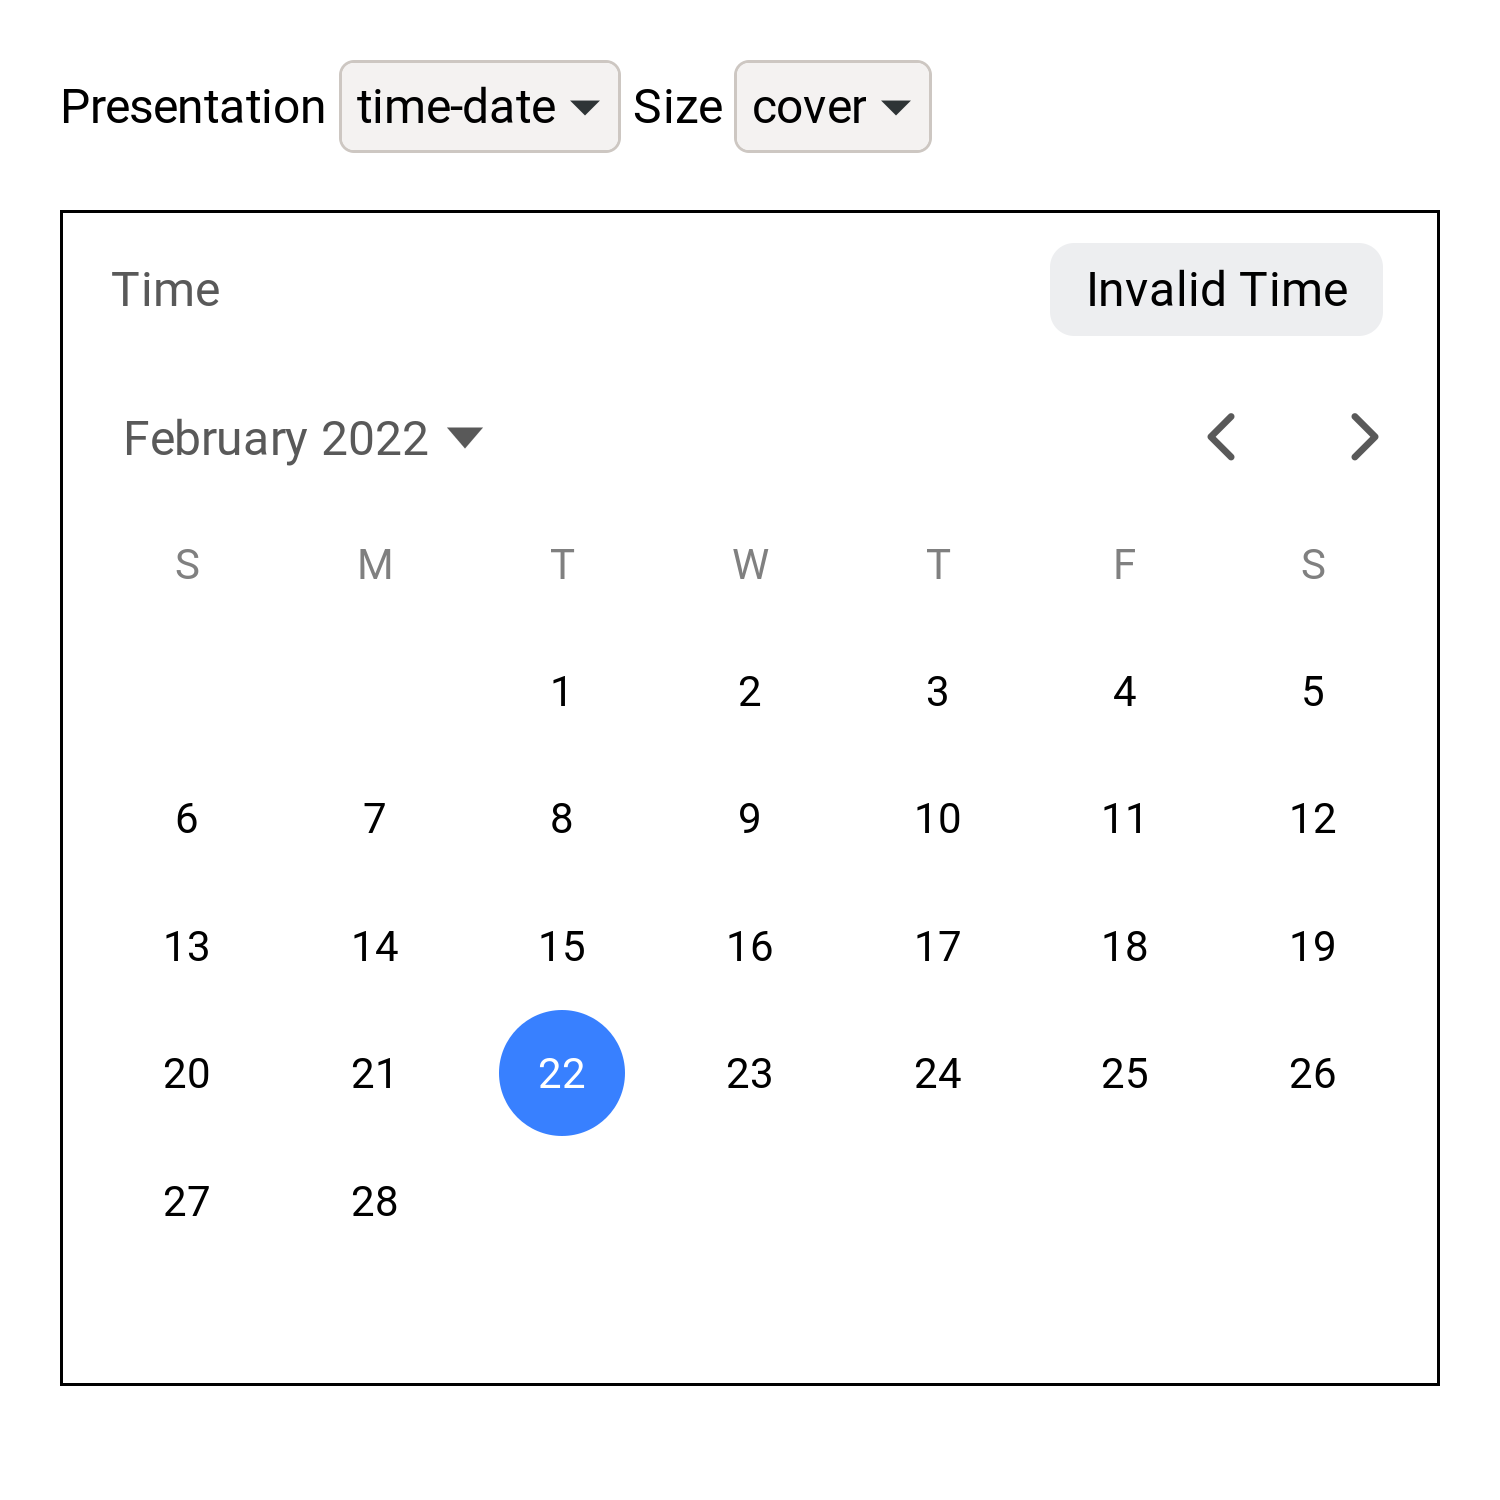 Presentation time-date Size cover
Time Invalid Time
February 2022
S M T W T F S
1 2 3 4 5
6 7 8 9 10 11 12
13 14 15 16 17 18 19
20 21 22 23 24 25 26
27 28